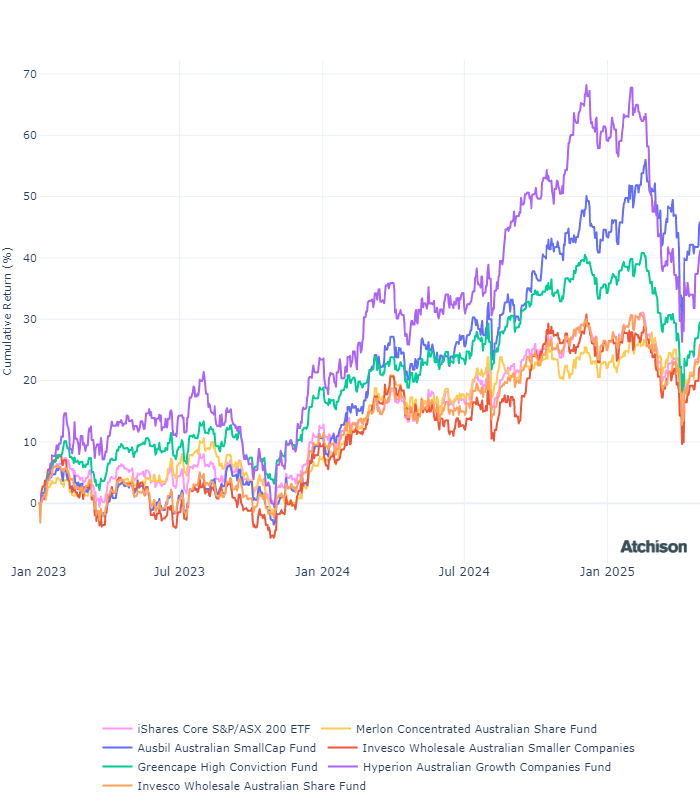 70
60
50
40
30
20
10
0
Cumulative Return (%)
Jan 2023 Jul 2023 Jan 2024 Jul 2024 Jan 2025
Atchison
iShares Core S&P/ASX 200 ETF Merlon Concentrated Australian Share Fund
Ausbil Australian SmallCap Fund Invesco Wholesale Australian Smaller Companies
Greencape High Conviction Fund Hyperion Australian Growth Companies Fund
Invesco Wholesale Australian Share Fund